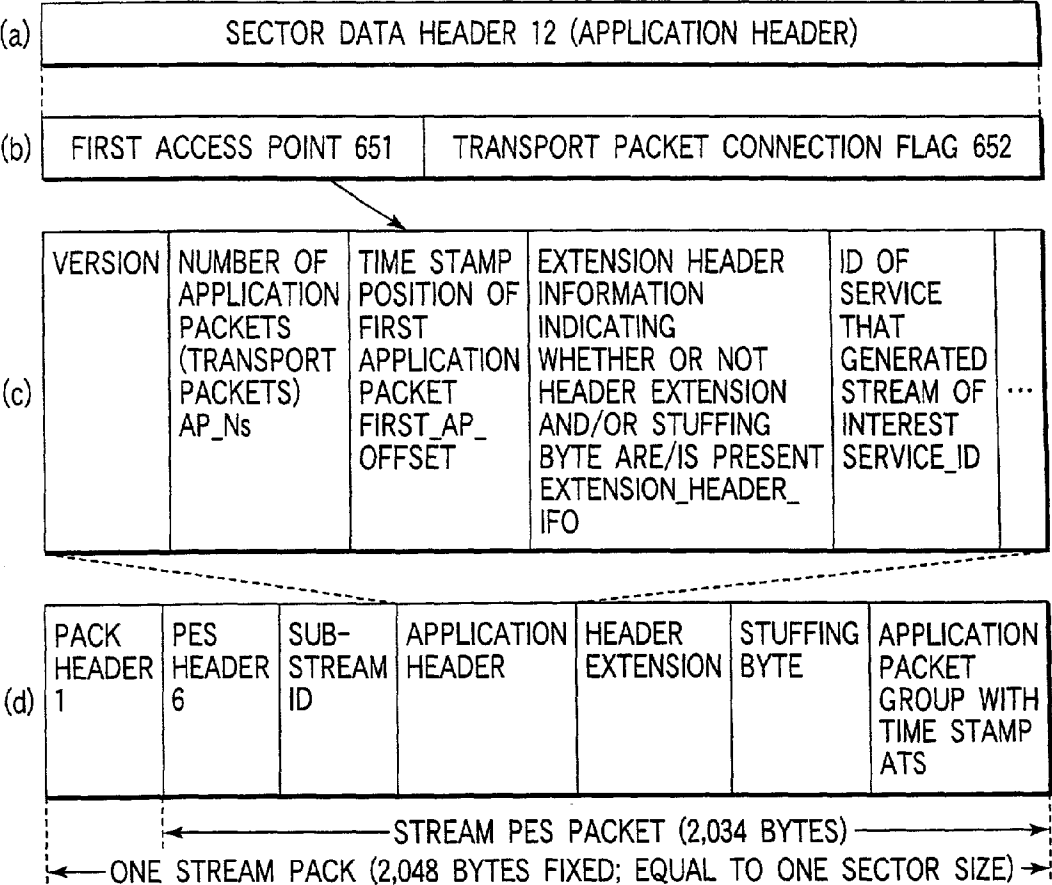 (a) SECTOR DATA HEADER 12 (APPLICATION HEADER)
(b) FIRST ACCESS POINT 651 TRANSPORT PACKET CONNECTION FLAG 652
(c)
VERSION
NUMBER OF
APPLICATION
PACKETS
(TRANSPORT
PACKETS)
AP_Ns
TIME STAMP
POSITION OF
FIRST
APPLICATION
PACKET
FIRST_AP_
OFFSET
EXTENSION HEADER
INFORMATION
INDICATING
WHETHER OR NOT
HEADER EXTENSION
AND/OR STUFFING
BYTE ARE/IS PRESENT
EXTENSION_HEADER_
IFO
ID OF
SERVICE
THAT
GENERATED
STREAM OF
INTEREST
SERVICE_ID
...
(d)
PACK
HEADER
1
PES
HEADER
6
SUB-
STREAM
ID
APPLICATION
HEADER
HEADER
EXTENSION
STUFFING
BYTE
APPLICATION
PACKET
GROUP WITH
TIME STAMP
ATS
STREAM PES PACKET (2,034 BYTES)
ONE STREAM PACK (2,048 BYTES FIXED; EQUAL TO ONE SECTOR SIZE)